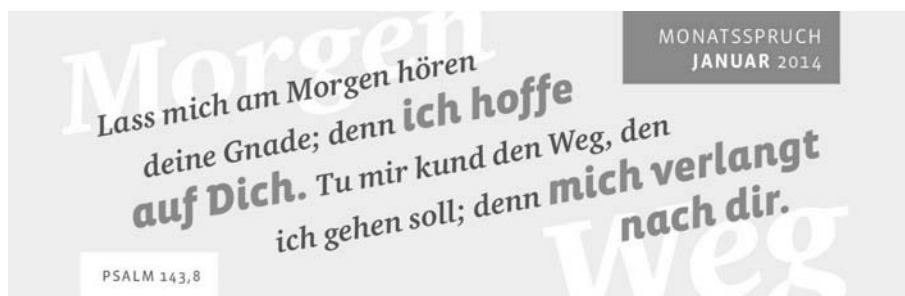 Morgen
MONATSSPRUCH
JANUAR 2014
Lass mich am Morgen hören
deine Gnade; denn ich hoffe
auf Dich. Tu mir kund den Weg, den
ich gehen soll; denn mich verlangt
nach dir.
Weg
PSALM 143,8